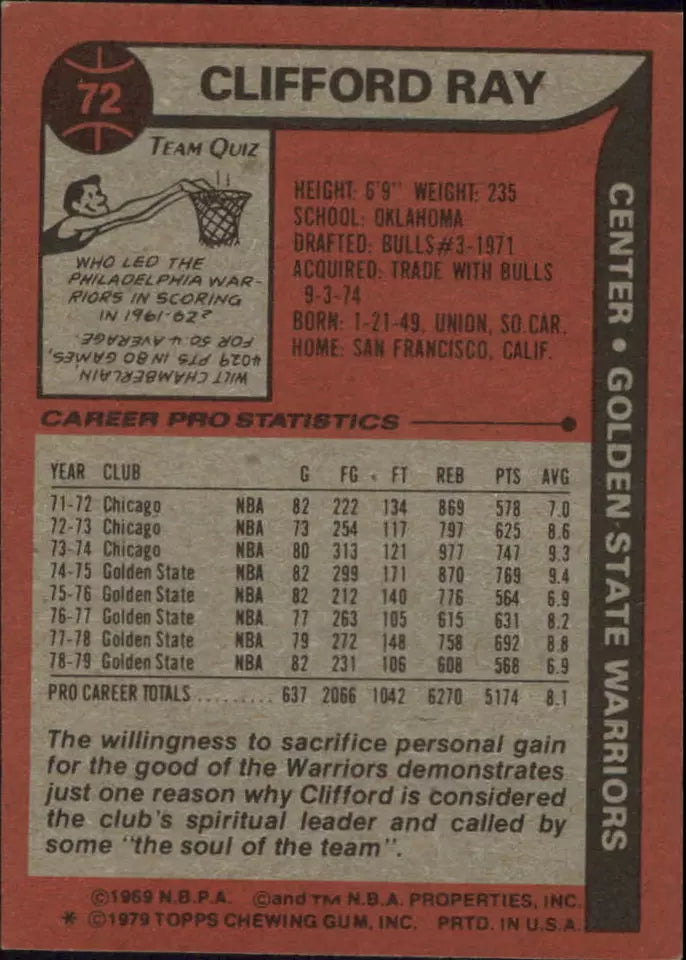 72
CLIFFORD RAY
TEAM QUIZ
WHO LED THE
PHILADELPHIA WAR-
RIORS IN SCORING
IN 1961-62?
WILT CHAMBERLAIN,
4029 PTS IN 80 GAMES,
FOR 50.4 AVERAGE.
HEIGHT: 6'9" WEIGHT: 235
SCHOOL: OKLAHOMA
DRAFTED: BULLS#3-1971
ACQUIRED: TRADE WITH BULLS
9-3-74
BORN: 1-21-49, UNION, SO.CAR.
HOME: SAN FRANCISCO, CALIF.
CENTER • GOLDEN STATE WARRIORS
CAREER PRO STATISTICS
YEAR CLUB G FG FT REB PTS AVG
71-72 Chicago NBA 82 222 134 869 578 7.0
72-73 Chicago NBA 73 254 117 797 625 8.6
73-74 Chicago NBA 80 313 121 977 747 9.3
74-75 Golden State NBA 82 299 171 870 769 9.4
75-76 Golden State NBA 82 212 140 776 564 6.9
76-77 Golden State NBA 77 263 105 615 631 8.2
77-78 Golden State NBA 79 272 148 758 692 8.8
78-79 Golden State NBA 82 231 106 608 568 6.9
PRO CAREER TOTALS .......... 637 2066 1042 6270 5174 8.1
The willingness to sacrifice personal gain
for the good of the Warriors demonstrates
just one reason why Clifford is considered
the club's spiritual leader and called by
some "the soul of the team".
©1969 N.B.P.A. ©and TM N.B.A. PROPERTIES, INC.
* ©1979 TOPPS CHEWING GUM, INC. PRTD. IN U.S.A.